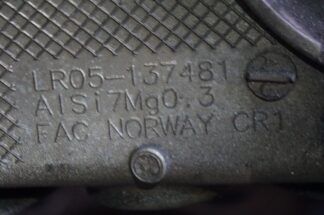 LR05-137481
AlSi7Mg0.3
FAC NORWAY CR1